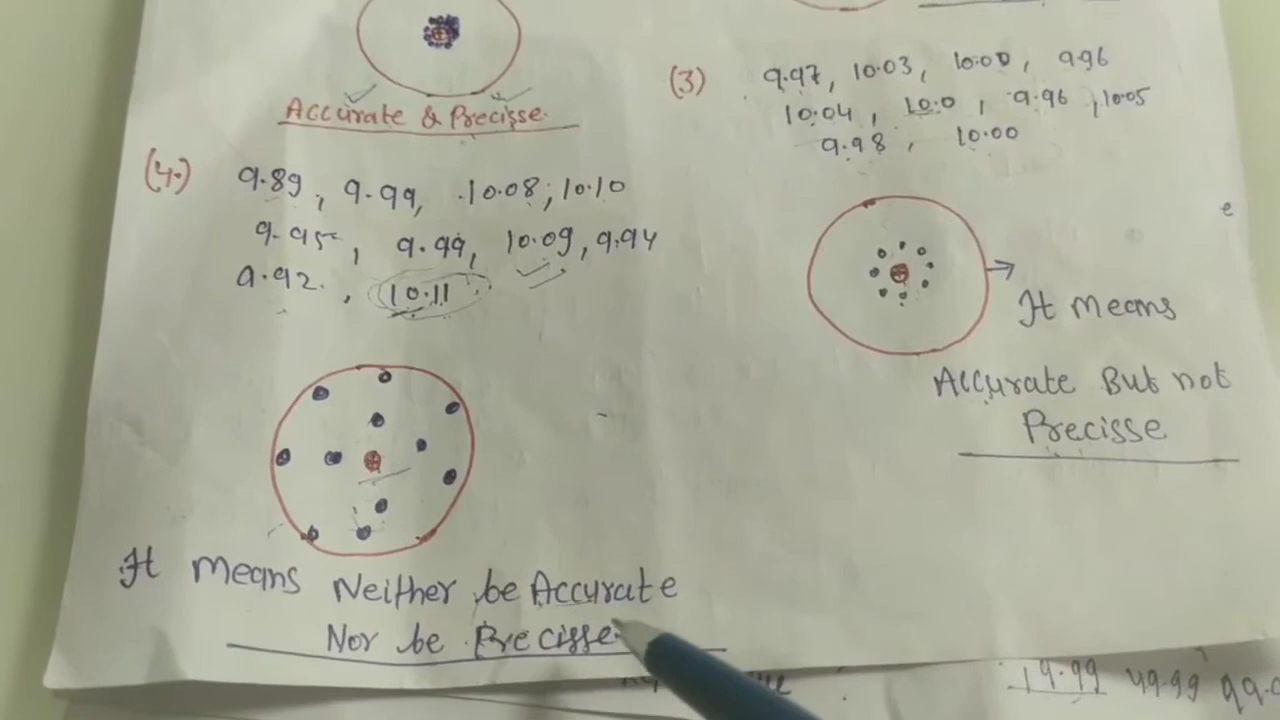 Accurate & Precisse.
(4.) 9.89, 9.99, 10.08, 10.10
9.95, 9.99, 10.09, 9.94
9.92, 10.11
It means Neither be Accurate
Nor be Precisse.
(3) 9.97, 10.03, 10.00, 9.96
10.04, 10.0, 9.96, 10.05
9.98, 10.00
It means
Accurate But not
Precisse
e
19.99 49.99